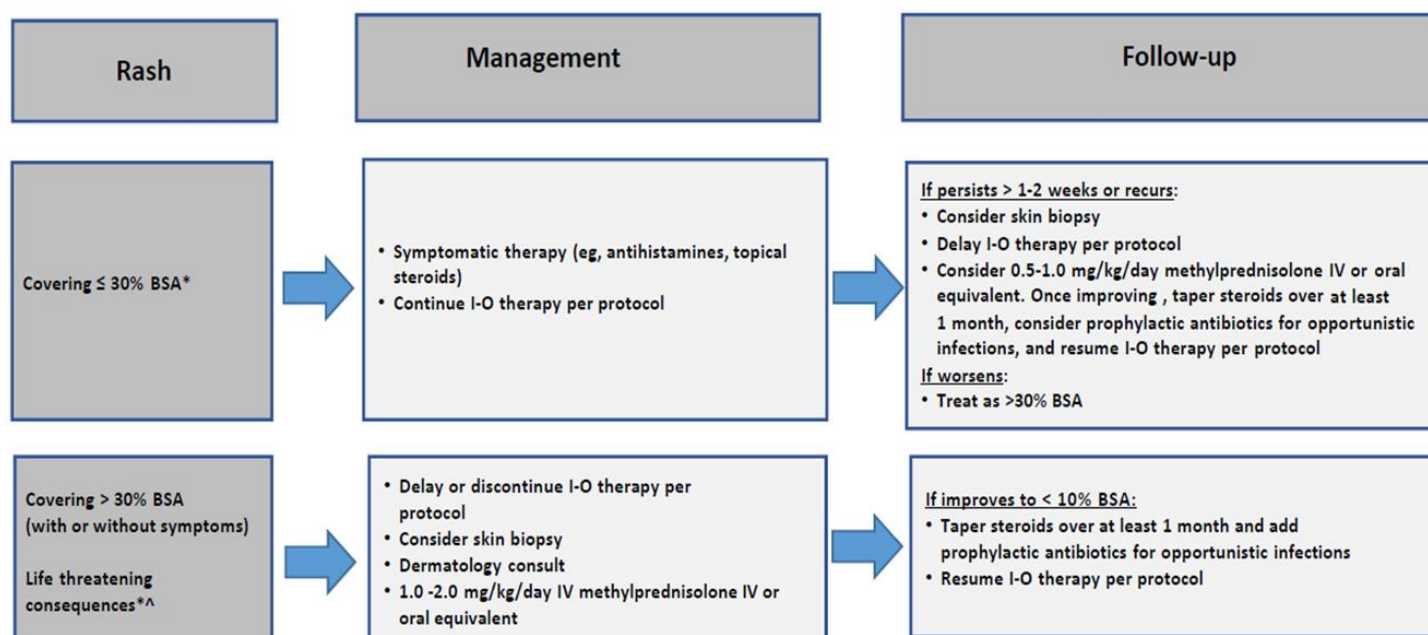 Rash
Management
Follow-up
Covering ≤ 30% BSA*
• Symptomatic therapy (eg, antihistamines, topical
steroids)
• Continue I-O therapy per protocol
If persists > 1-2 weeks or recurs:
• Consider skin biopsy
• Delay I-O therapy per protocol
• Consider 0.5-1.0 mg/kg/day methylprednisolone IV or oral
equivalent. Once improving , taper steroids over at least
1 month, consider prophylactic antibiotics for opportunistic
infections, and resume I-O therapy per protocol
If worsens:
• Treat as >30% BSA
Covering > 30% BSA
(with or without symptoms)
Life threatening
consequences*^
• Delay or discontinue I-O therapy per
protocol
• Consider skin biopsy
• Dermatology consult
• 1.0 -2.0 mg/kg/day IV methylprednisolone IV or
oral equivalent
If improves to < 10% BSA:
• Taper steroids over at least 1 month and add
prophylactic antibiotics for opportunistic infections
• Resume I-O therapy per protocol